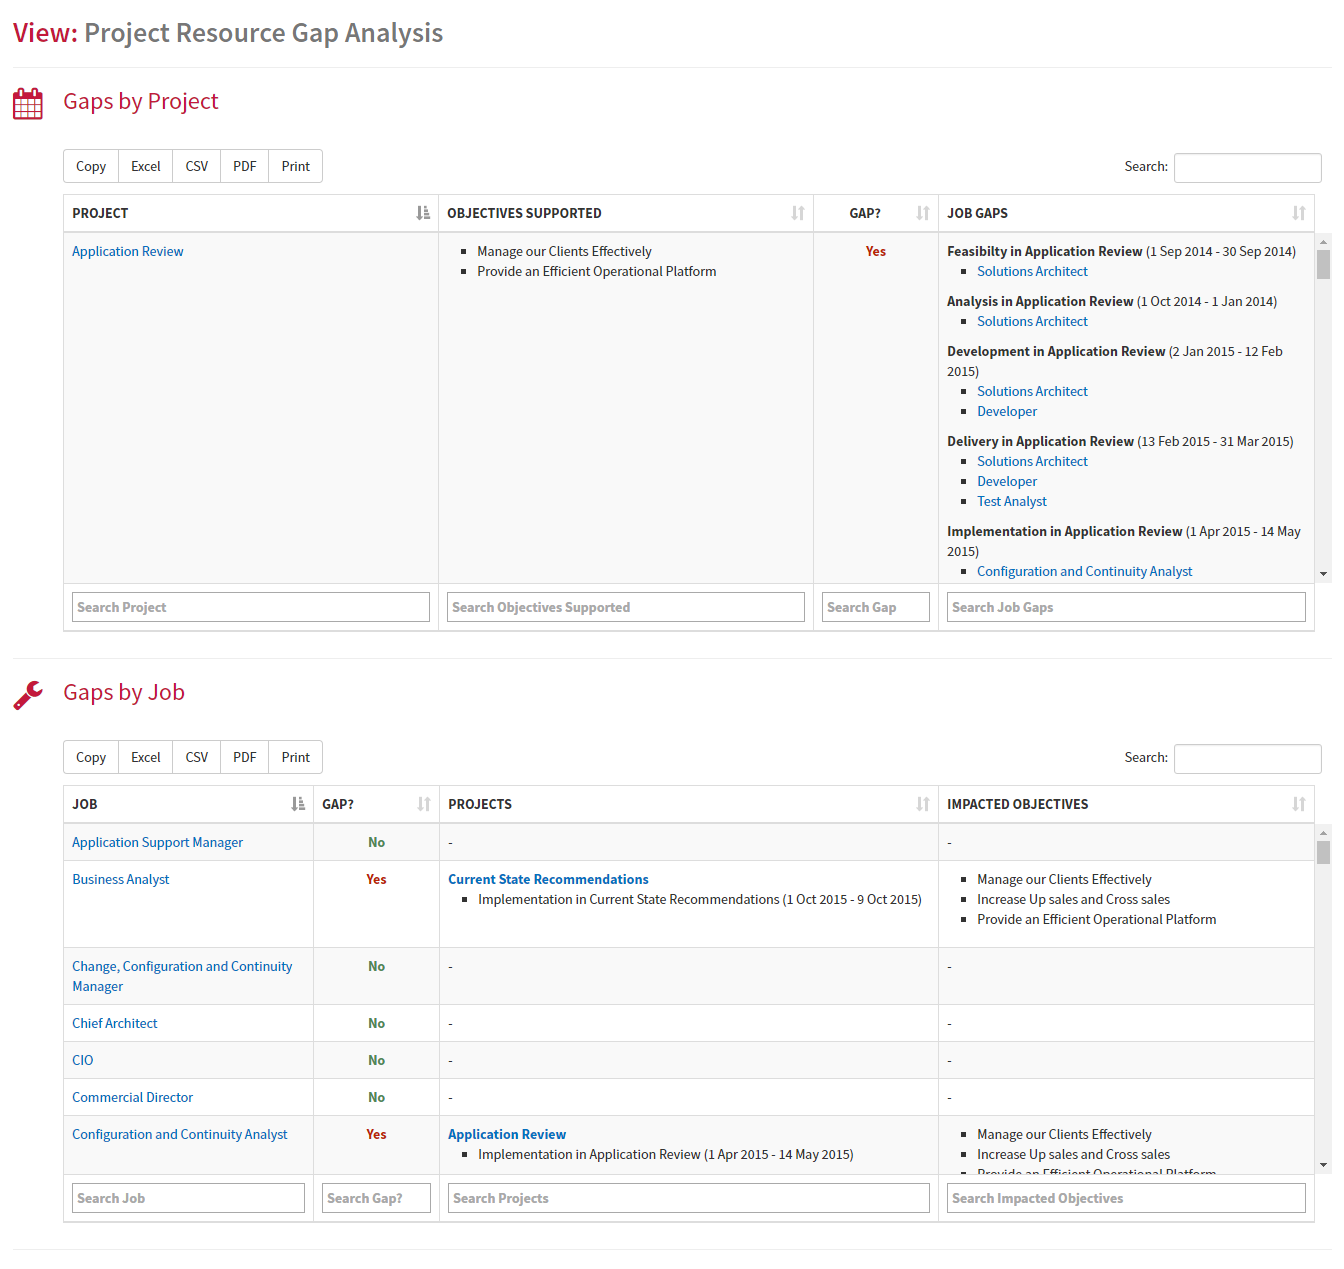 View: Project Resource Gap Analysis
Gaps by Project
Copy Excel CSV PDF Print Search:
PROJECT OBJECTIVES SUPPORTED GAP? JOB GAPS
Application Review Manage our Clients Effectively Yes Feasibilty in Application Review (1 Sep 2014 - 30 Sep 2014)
Provide an Efficient Operational Platform Solutions Architect
Analysis in Application Review (1 Oct 2014 - 1 Jan 2014)
Solutions Architect
Development in Application Review (2 Jan 2015 - 12 Feb
2015)
Solutions Architect
Developer
Delivery in Application Review (13 Feb 2015 - 31 Mar 2015)
Solutions Architect
Developer
Test Analyst
Implementation in Application Review (1 Apr 2015 - 14 May
2015)
Configuration and Continuity Analyst
Search Project Search Objectives Supported Search Gap Search Job Gaps
Gaps by Job
Copy Excel CSV PDF Print Search:
JOB GAP? PROJECTS IMPACTED OBJECTIVES
Application Support Manager No - -
Business Analyst Yes Current State Recommendations Manage our Clients Effectively
Implementation in Current State Recommendations (1 Oct 2015 - 9 Oct 2015) Increase Up sales and Cross sales
Provide an Efficient Operational Platform
Change, Configuration and Continuity No - -
Manager
Chief Architect No - -
CIO No - -
Commercial Director No - -
Configuration and Continuity Analyst Yes Application Review Manage our Clients Effectively
Implementation in Application Review (1 Apr 2015 - 14 May 2015) Increase Up sales and Cross sales
Provide an Efficient Operational Platform
Search Job Search Gap? Search Projects Search Impacted Objectives